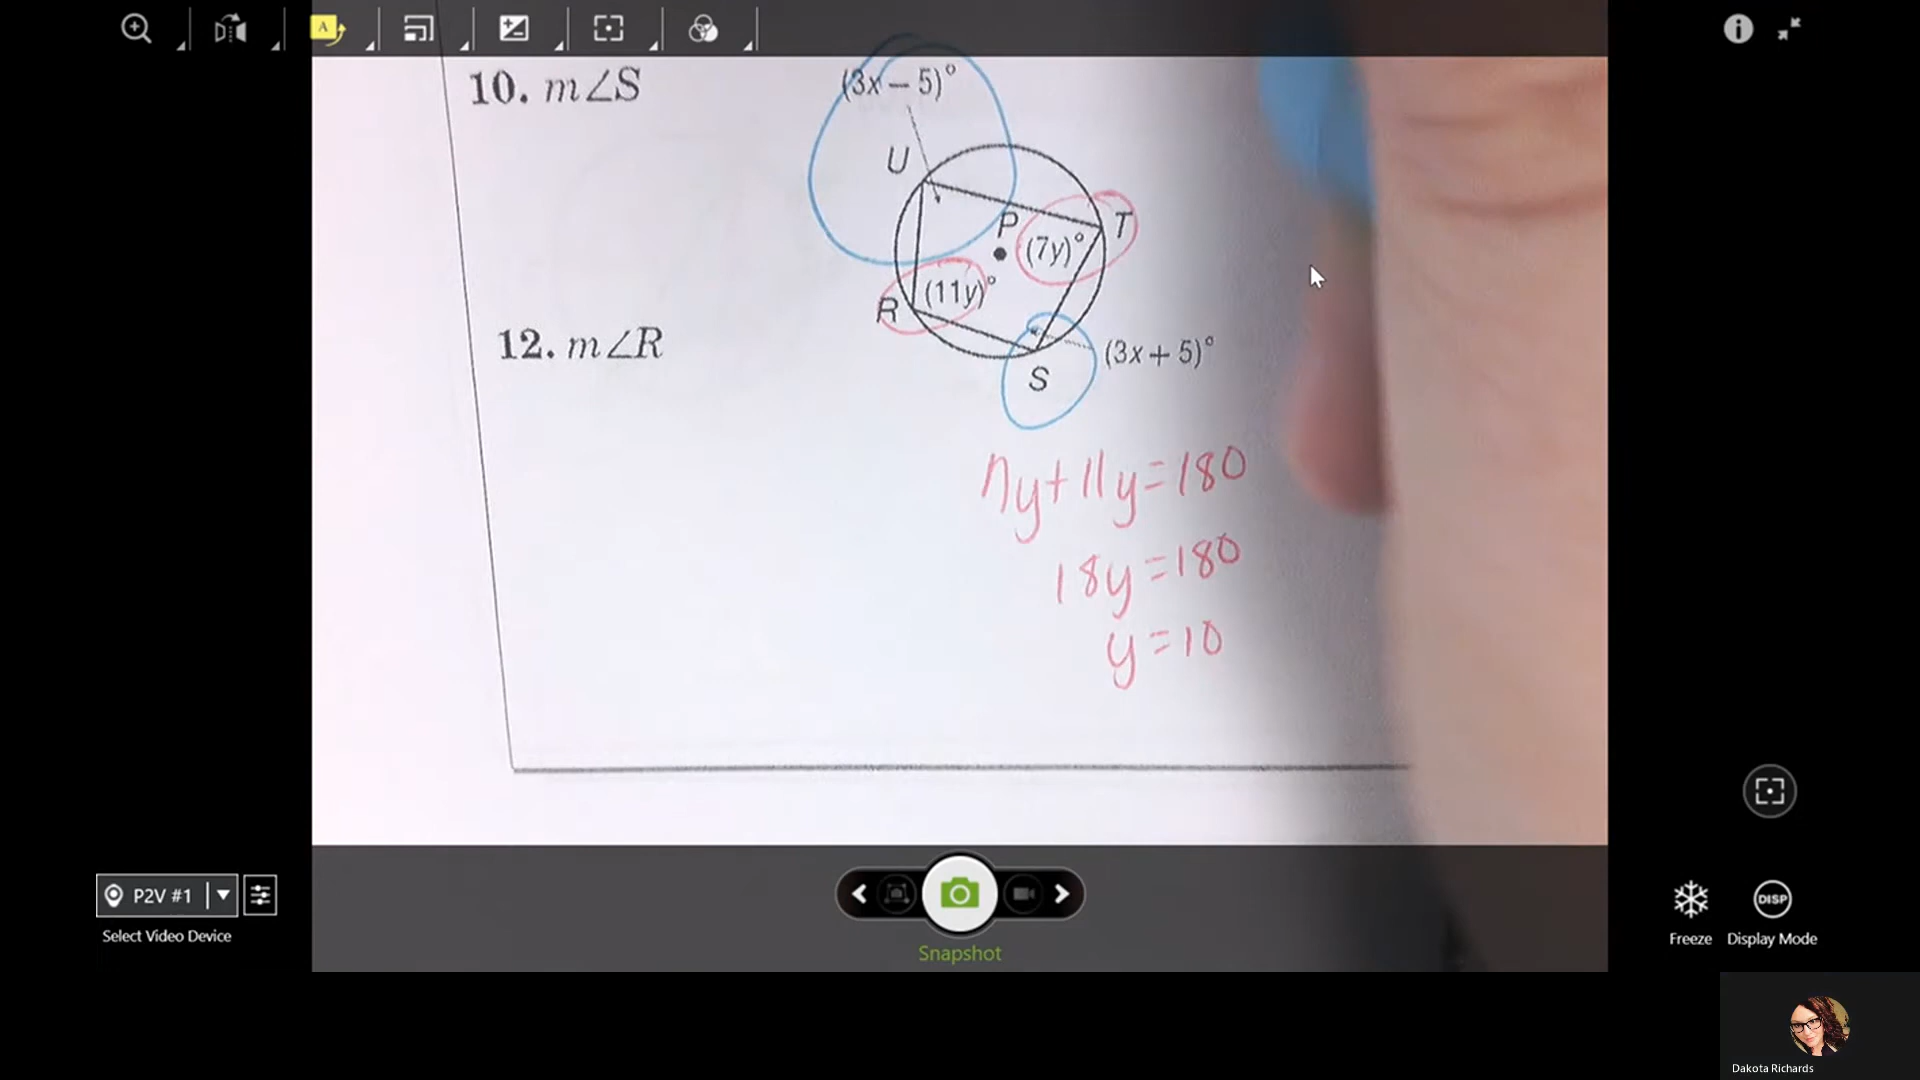 A
10. m∠S
(3x – 5)°
U
P
T
(7y)°
(11y)°
R
12. m∠R
(3x + 5)°
S
7y+11y=180
18y=180
y=10
P2V #1
Select Video Device
Snapshot
Freeze
DISP
Display Mode
Dakota Richards